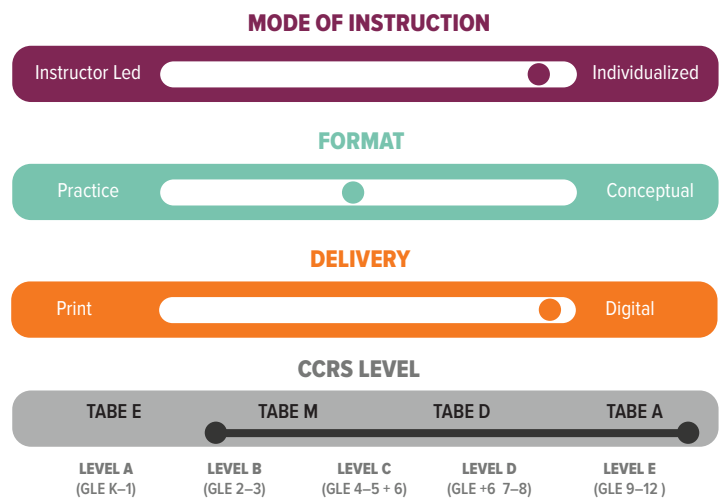 MODE OF INSTRUCTION
Instructor Led Individualized
FORMAT
Practice Conceptual
DELIVERY
Print Digital
CCRS LEVEL
TABE E TABE M TABE D TABE A
LEVEL A LEVEL B LEVEL C LEVEL D LEVEL E
(GLE K–1) (GLE 2–3) (GLE 4–5 + 6) (GLE +6 7–8) (GLE 9–12 )